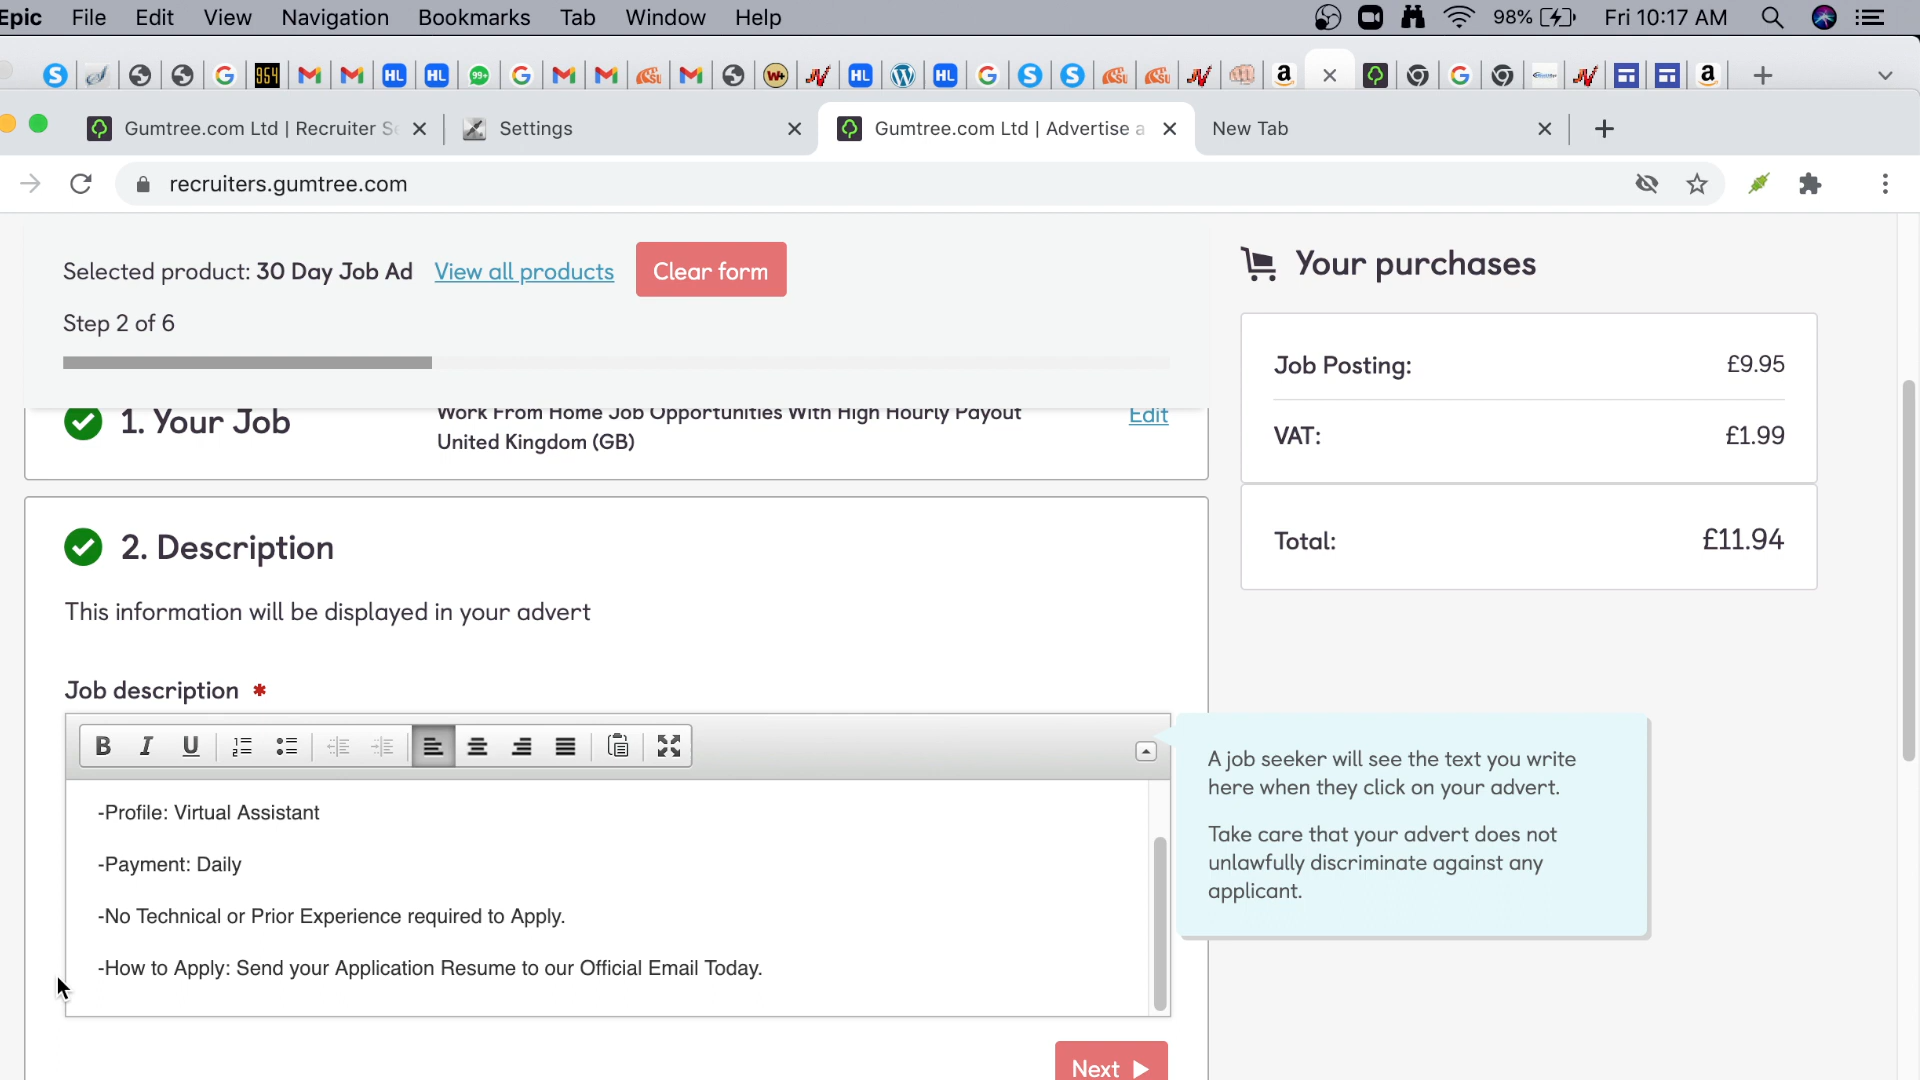 Epic File Edit View Navigation Bookmarks Tab Window Help 98% Fri 10:17 AM
S 954 HL HL 99+ W+ HL HL S S a a
Gumtree.com Ltd | Recruiter Se Settings Gumtree.com Ltd | Advertise a New Tab
recruiters.gumtree.com
Selected product: 30 Day Job Ad View all products Clear form
Step 2 of 6
1. Your Job
Work From Home Job Opportunities With High Hourly Payout
United Kingdom (GB)
Edit
2. Description
This information will be displayed in your advert
Job description *
B I U
-Profile: Virtual Assistant
-Payment: Daily
-No Technical or Prior Experience required to Apply.
-How to Apply: Send your Application Resume to our Official Email Today.
Next
A job seeker will see the text you write
here when they click on your advert.
Take care that your advert does not
unlawfully discriminate against any
applicant.
Your purchases
Job Posting: £9.95
VAT: £1.99
Total: £11.94